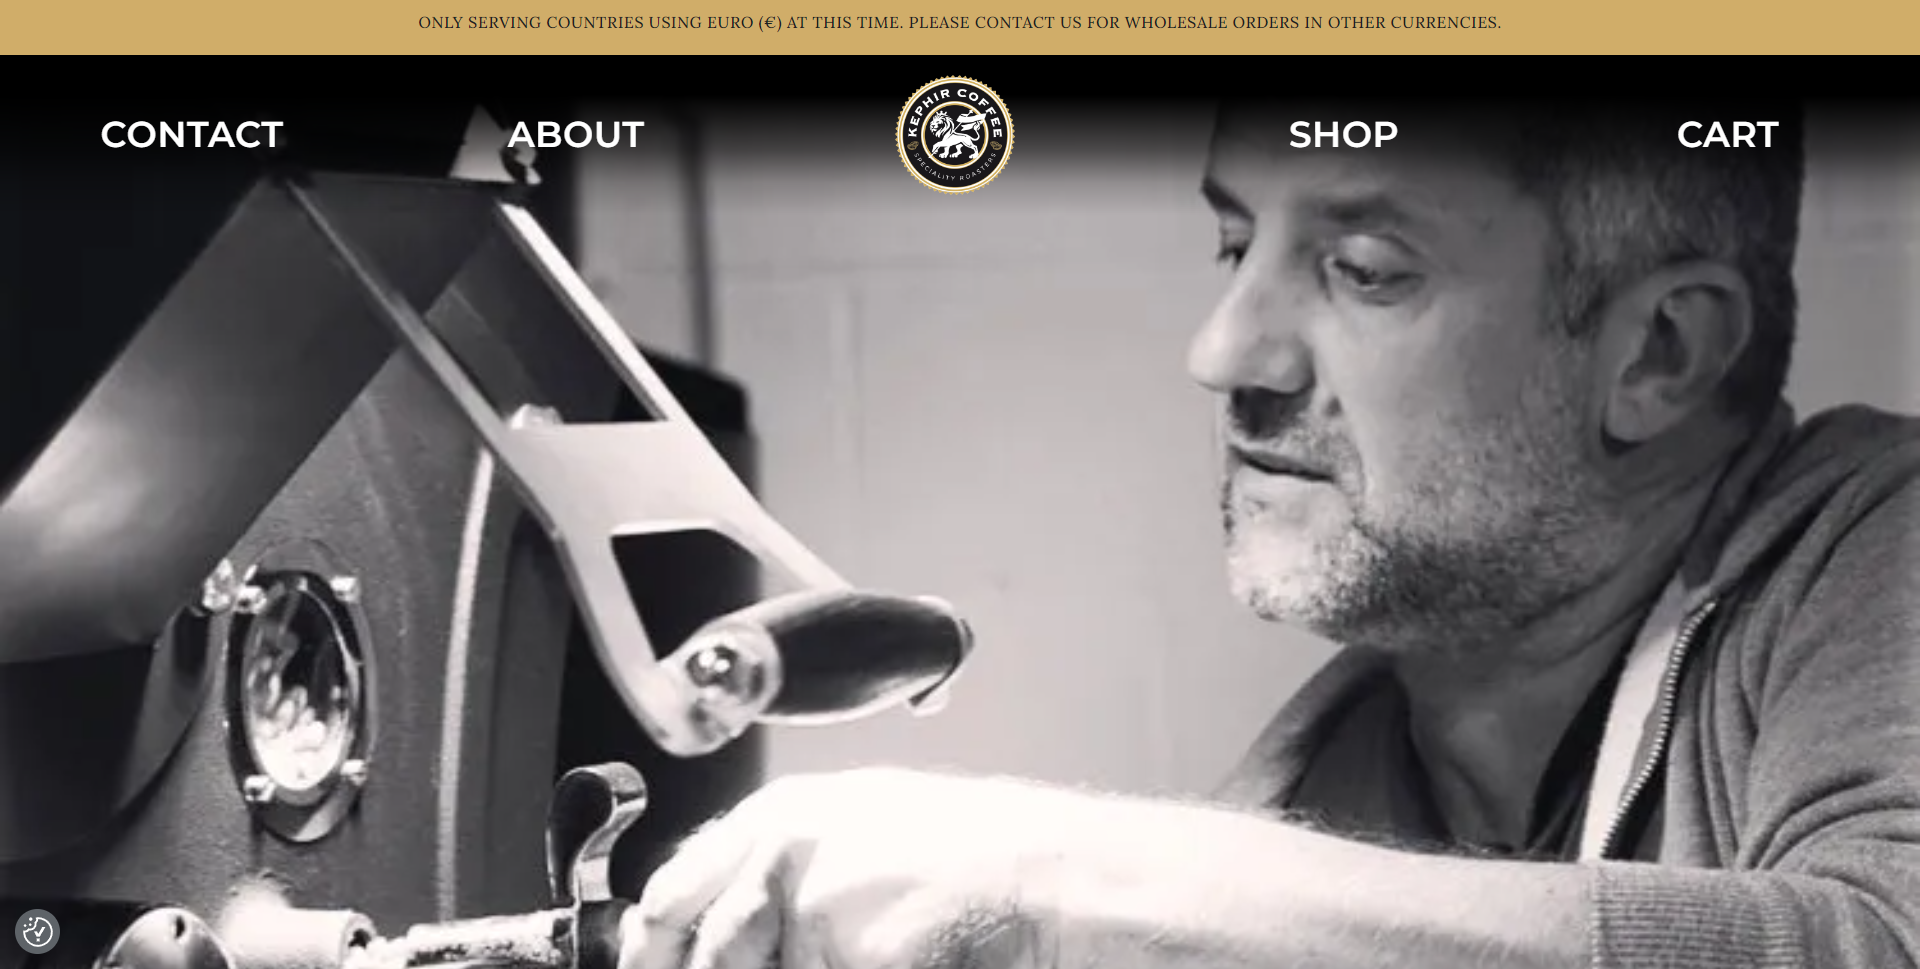 ONLY SERVING COUNTRIES USING EURO (€) AT THIS TIME. PLEASE CONTACT US FOR WHOLESALE ORDERS IN OTHER CURRENCIES.
CONTACT
ABOUT
KEPHIR COFFEE
SPECIALITY ROASTERS
SHOP
CART